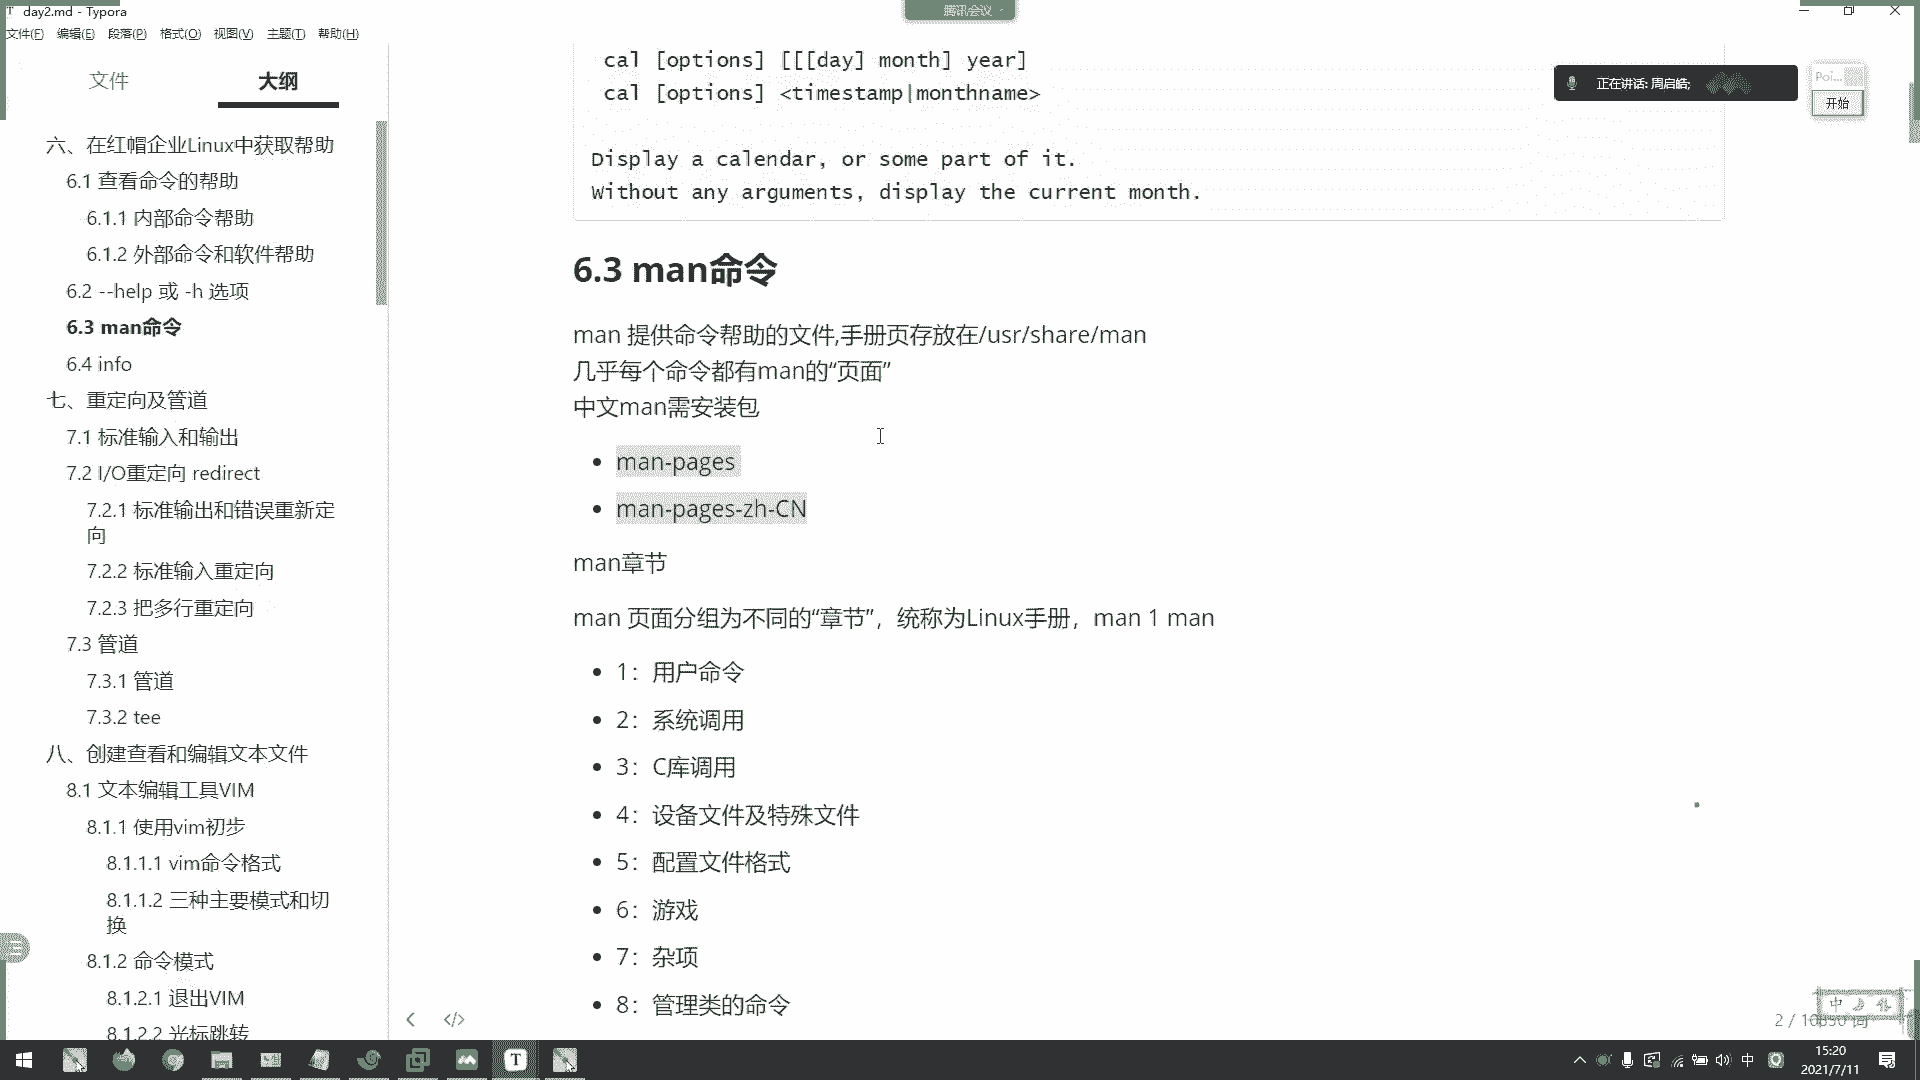 day2.md - Typora
腾讯会议
文件(F) 编辑(E) 段落(P) 格式(O) 视图(V) 主题(T) 帮助(H)
文件
大纲
六、在红帽企业Linux中获取帮助
6.1 查看命令的帮助
6.1.1 内部命令帮助
6.1.2 外部命令和软件帮助
6.2 --help 或 -h 选项
6.3 man命令
6.4 info
七、重定向及管道
7.1 标准输入和输出
7.2 I/O重定向 redirect
7.2.1 标准输出和错误重新定
向
7.2.2 标准输入重定向
7.2.3 把多行重定向
7.3 管道
7.3.1 管道
7.3.2 tee
八、创建查看和编辑文本文件
8.1 文本编辑工具VIM
8.1.1 使用vim初步
8.1.1.1 vim命令格式
8.1.1.2 三种主要模式和切
换
8.1.2 命令模式
8.1.2.1 退出VIM
8.1.2.2 光标跳转
cal [options] [[[day] month] year]
cal [options] <timestamp|monthname>
Display a calendar, or some part of it.
Without any arguments, display the current month.
6.3 man命令
man 提供命令帮助的文件,手册页存放在/usr/share/man
几乎每个命令都有man的“页面”
中文man需安装包
man-pages
man-pages-zh-CN
man章节
man 页面分组为不同的“章节”，统称为Linux手册，man 1 man
1：用户命令
2：系统调用
3：C库调用
4：设备文件及特殊文件
5：配置文件格式
6：游戏
7：杂项
8：管理类的命令
正在讲话: 周启皓;
Poi...
开始
中
2 / 10850 词
中
15:20
2021/7/11